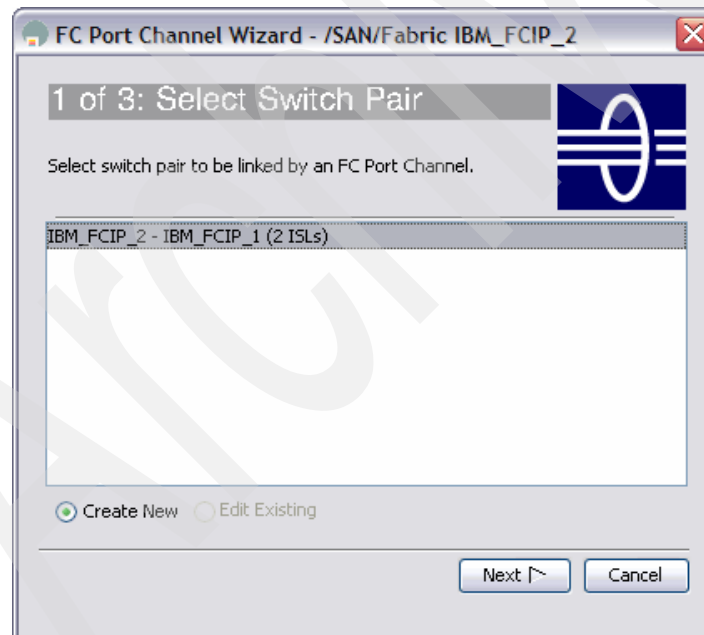 FC Port Channel Wizard - /SAN/Fabric IBM_FCIP_2
1 of 3: Select Switch Pair
Select switch pair to be linked by an FC Port Channel.
IBM_FCIP_2 - IBM_FCIP_1 (2 ISLs)
Create New Edit Existing
Next Cancel